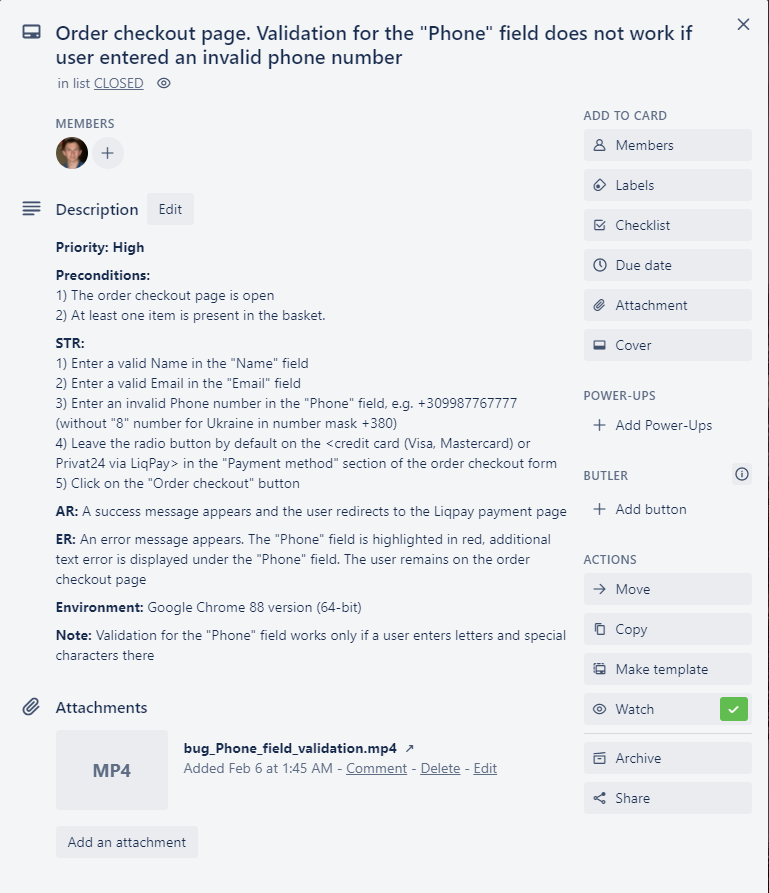 Order checkout page. Validation for the "Phone" field does not work if
user entered an invalid phone number
in list CLOSED
MEMBERS
Description
Edit
Priority: High
Preconditions:
1) The order checkout page is open
2) At least one item is present in the basket.
STR:
1) Enter a valid Name in the "Name" field
2) Enter a valid Email in the "Email" field
3) Enter an invalid Phone number in the "Phone" field, e.g. +309987767777
(without "8" number for Ukraine in number mask +380)
4) Leave the radio button by default on the <credit card (Visa, Mastercard) or
Privat24 via LiqPay> in the "Payment method" section of the order checkout form
5) Click on the "Order checkout" button
AR: A success message appears and the user redirects to the Liqpay payment page
ER: An error message appears. The "Phone" field is highlighted in red, additional
text error is displayed under the "Phone" field. The user remains on the order
checkout page
Environment: Google Chrome 88 version (64-bit)
Note: Validation for the "Phone" field works only if a user enters letters and special
characters there
Attachments
MP4
bug_Phone_field_validation.mp4 ↗
Added Feb 6 at 1:45 AM - Comment - Delete - Edit
Add an attachment
ADD TO CARD
Members
Labels
Checklist
Due date
Attachment
Cover
POWER-UPS
+ Add Power-Ups
BUTLER
+ Add button
ACTIONS
Move
Copy
Make template
Watch
Archive
Share